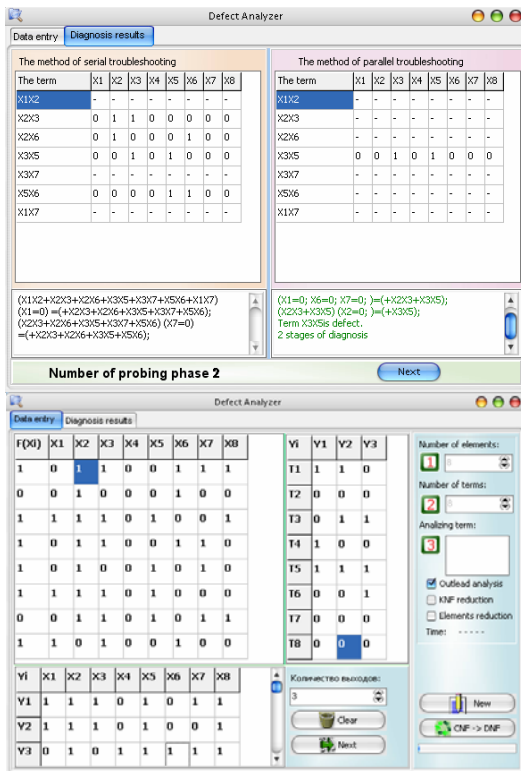 Defect Analyzer
Data entry Diagnosis results
The method of serial troubleshooting
The term X1 X2 X3 X4 X5 X6 X7 X8
X1X2 - - - - - - - -
X2X3 0 1 1 0 0 0 0 0
X2X6 0 1 0 0 0 1 0 0
X3X5 0 0 1 0 1 0 0 0
X3X7 - - - - - - - -
X5X6 0 0 0 0 1 1 0 0
X1X7 - - - - - - - -
(X1X2+X2X3+X2X6+X3X5+X3X7+X5X6+X1X7)
(X1=0) =(+X2X3+X2X6+X3X5+X3X7+X5X6);
(X2X3+X2X6+X3X5+X3X7+X5X6) (X7=0)
=(+X2X3+X2X6+X3X5+X5X6);
The method of parallel troubleshooting
The term X1 X2 X3 X4 X5 X6 X7 X8
X1X2 - - - - - - - -
X2X3 - - - - - - - -
X2X6 - - - - - - - -
X3X5 0 0 1 0 1 0 0 0
X3X7 - - - - - - - -
X5X6 - - - - - - - -
X1X7 - - - - - - - -
(X1=0; X6=0; X7=0; )=(+X2X3+X3X5);
(X2X3+X3X5) (X2=0; )=(+X3X5);
Term X3X5is defect.
2 stages of diagnosis
Number of probing phase 2
Next
Defect Analyzer
Data entry Diagnosis results
F(Xi) X1 X2 X3 X4 X5 X6 X7 X8
1 0 1 1 0 0 1 1 1
0 1 0 0 0 0 1 0 0
1 1 1 1 0 1 0 0 1
1 0 1 1 0 0 1 1 0
1 0 1 0 0 1 0 1 0
1 1 1 1 0 1 0 0 0
0 0 1 1 0 1 0 1 1
1 1 0 1 0 0 1 0 0
Yi Y1 Y2 Y3
T1 1 1 0
T2 0 0 0
T3 0 1 1
T4 1 0 0
T5 1 1 1
T6 0 0 1
T7 0 0 0
T8 0 0 0
Number of elements:
1 8
Number of terms:
2 8
Analizing term:
3
Outlead analysis
KNF reduction
Elements reduction
Time: - - - - -
New
CNF -> DNF
Yi X1 X2 X3 X4 X5 X6 X7 X8
Y1 1 1 1 0 1 0 1 1
Y2 1 1 1 0 1 0 0 1
Y3 0 1 0 1 1 1 1 1
Количество выходов:
3
Clear
Next